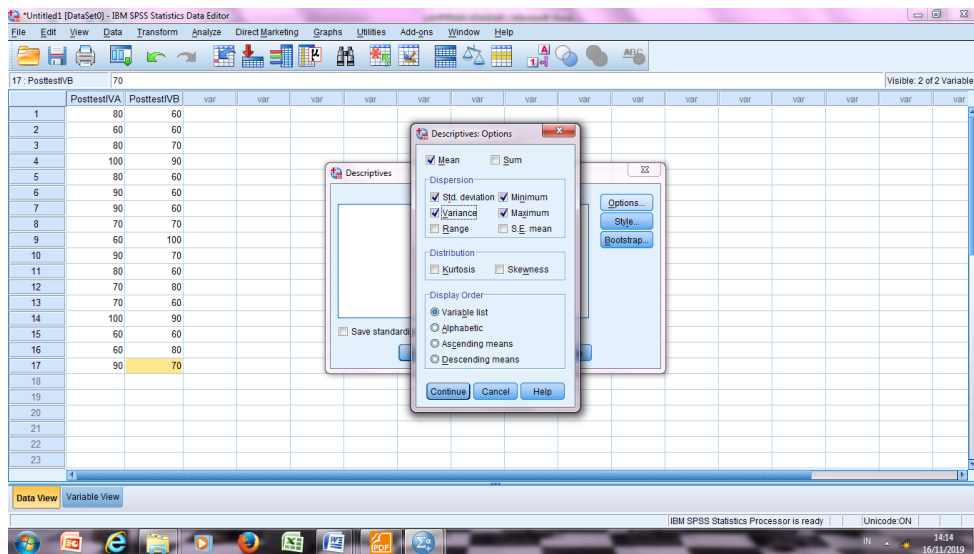 *Untitled1 [DataSet0] - IBM SPSS Statistics Data Editor
File Edit View Data Transform Analyze Direct Marketing Graphs Utilities Add-ons Window Help
17 : PosttestIVB 70 Visible: 2 of 2 Variable
PosttestIVA PosttestIVB var var var var var var var var var var var var var
1 80 60
2 60 60
3 80 70
4 100 90
5 80 60
6 90 60
7 90 60
8 70 70
9 60 100
10 90 70
11 80 60
12 70 80
13 70 60
14 100 90
15 60 60
16 60 80
17 90 70
18
19
20
21
22
23
Descriptives
Options...
Style...
Bootstrap...
Save standardi
Descriptives: Options
Mean Sum
Dispersion
Std. deviation Minimum
Variance Maximum
Range S.E. mean
Distribution
Kurtosis Skewness
Display Order
Variable list
Alphabetic
Ascending means
Descending means
Continue Cancel Help
Data View Variable View
IBM SPSS Statistics Processor is ready Unicode:ON
IN 14:14
16/11/2019